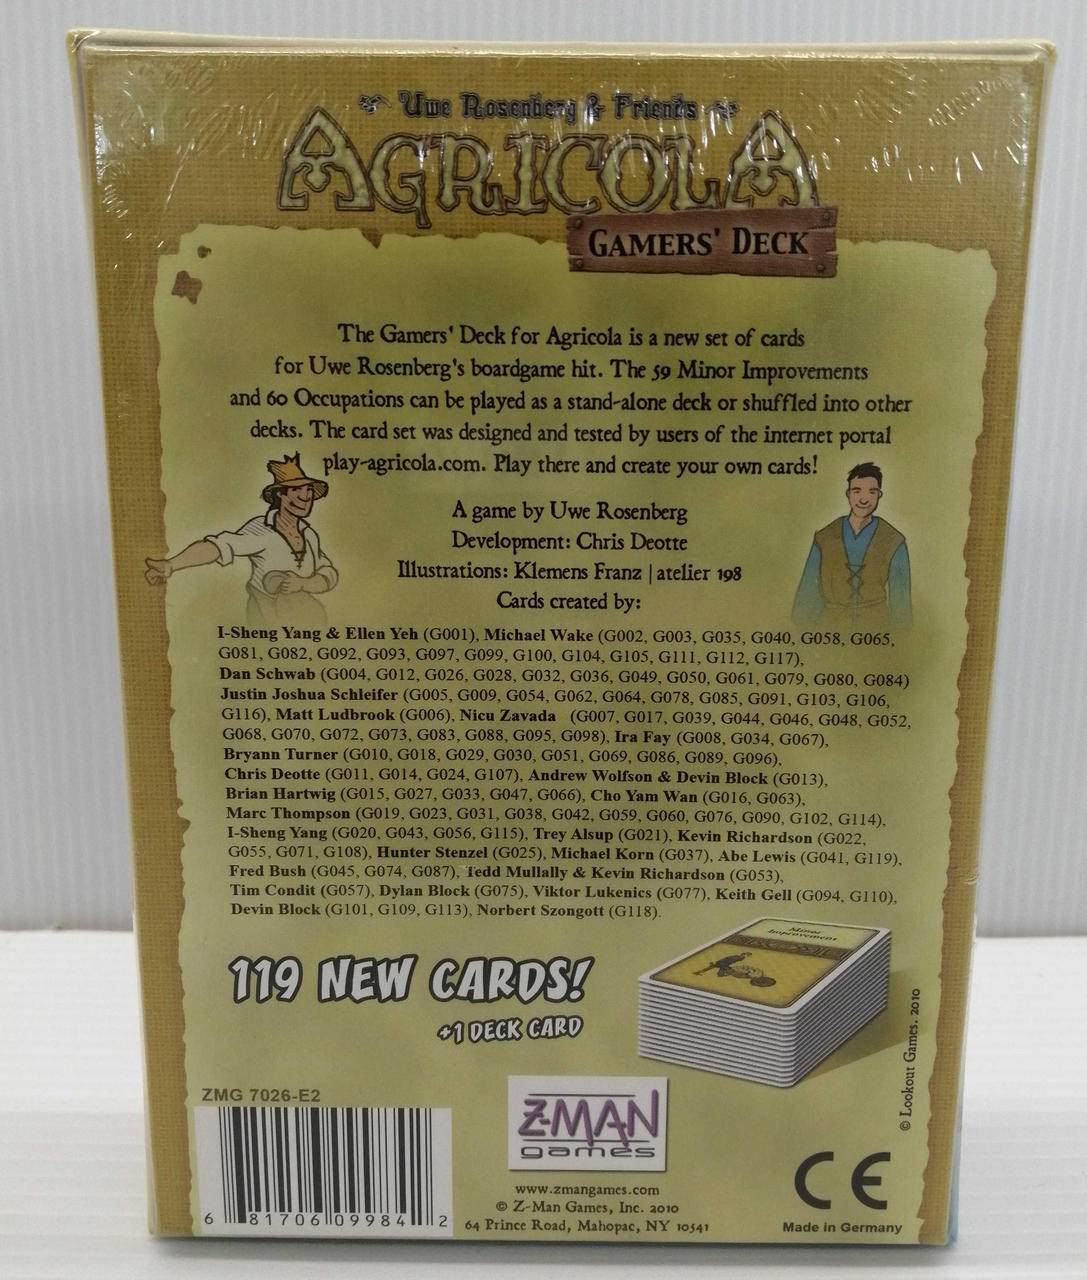 Uwe Rosenberg & Friends
AGRICOLA
GAMERS' DECK
The Gamers' Deck for Agricola is a new set of cards
for Uwe Rosenberg's boardgame hit. The 59 Minor Improvements
and 60 Occupations can be played as a stand-alone deck or shuffled into other
decks. The card set was designed and tested by users of the internet portal
play-agricola.com. Play there and create your own cards!
A game by Uwe Rosenberg
Development: Chris Deotte
Illustrations: Klemens Franz | atelier 198
Cards created by:
I-Sheng Yang & Ellen Yeh (G001), Michael Wake (G002, G003, G035, G040, G058, G065,
G081, G082, G092, G093, G097, G099, G100, G104, G105, G111, G112, G117),
Dan Schwab (G004, G012, G026, G028, G032, G036, G049, G050, G061, G079, G080, G084)
Justin Joshua Schleifer (G005, G009, G054, G062, G064, G078, G085, G091, G103, G106,
G116), Matt Ludbrook (G006), Nicu Zavada (G007, G017, G039, G044, G046, G048, G052,
G068, G070, G072, G073, G083, G088, G095, G098), Ira Fay (G008, G034, G067),
Bryann Turner (G010, G018, G029, G030, G051, G069, G086, G089, G096),
Chris Deotte (G011, G014, G024, G107), Andrew Wolfson & Devin Block (G013),
Brian Hartwig (G015, G027, G033, G047, G066), Cho Yam Wan (G016, G063),
Marc Thompson (G019, G023, G031, G038, G042, G059, G060, G076, G090, G102, G114),
I-Sheng Yang (G020, G043, G056, G115), Trey Alsup (G021), Kevin Richardson (G022,
G055, G071, G108), Hunter Stenzel (G025), Michael Korn (G037), Abe Lewis (G041, G119),
Fred Bush (G045, G074, G087), Tedd Mullally & Kevin Richardson (G053),
Tim Condit (G057), Dylan Block (G075), Viktor Lukenics (G077), Keith Gell (G094, G110),
Devin Block (G101, G109, G113), Norbert Szongott (G118).
Minor
Improvement
119 NEW CARDS!
+1 DECK CARD
© Lookout Games, 2010
ZMG 7026-E2
6 81706 09984 2
Z-MAN
games
www.zmangames.com
© Z-Man Games, Inc. 2010
64 Prince Road, Mahopac, NY 10541
CE
Made in Germany